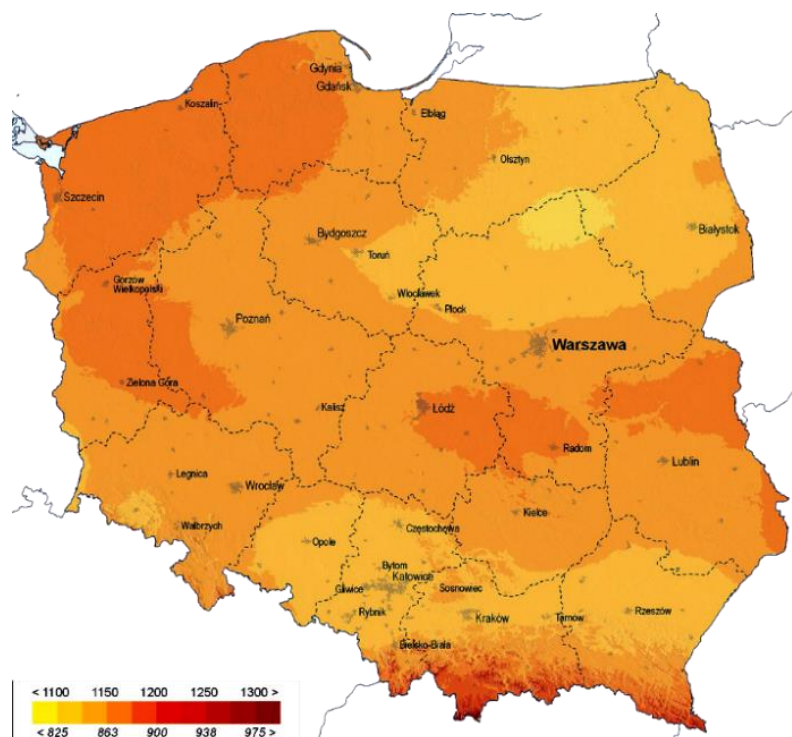 Gdynia
Gdańsk
Koszalin
Elbląg
Olsztyn
Szczecin
Białystok
Bydgoszcz
Toruń
Gorzów
Wielkopolski
Włocławek
Płock
Poznań
Warszawa
Zielona Góra
Kalisz
Łódź
Radom
Lublin
Legnica
Wrocław
Wałbrzych
Kielce
Częstochowa
Opole
Bytom
Katowice
Gliwice
Sosnowiec
Rybnik
Kraków
Tarnów
Rzeszów
Bielsko-Biała
< 1100 1150 1200 1250 1300 >
< 825 863 900 938 975 >